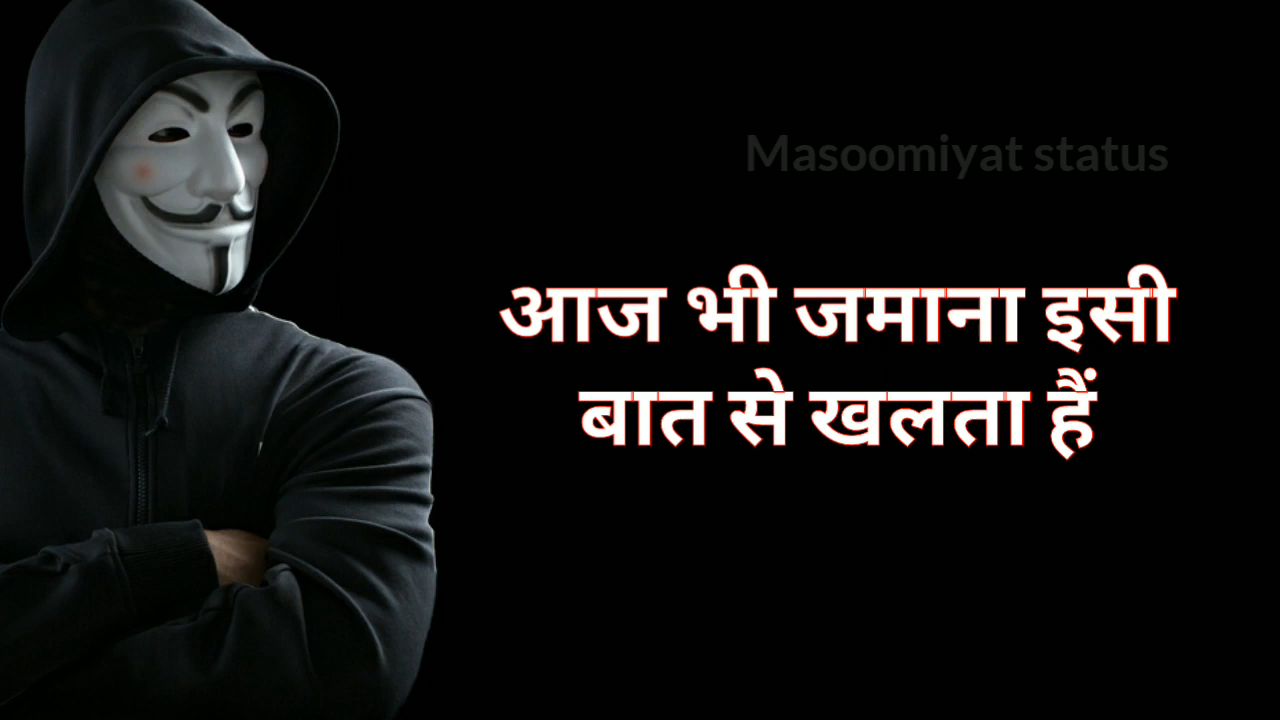 Masoomiyat status
आज भी जमाना इसी
बात से खलता हैं